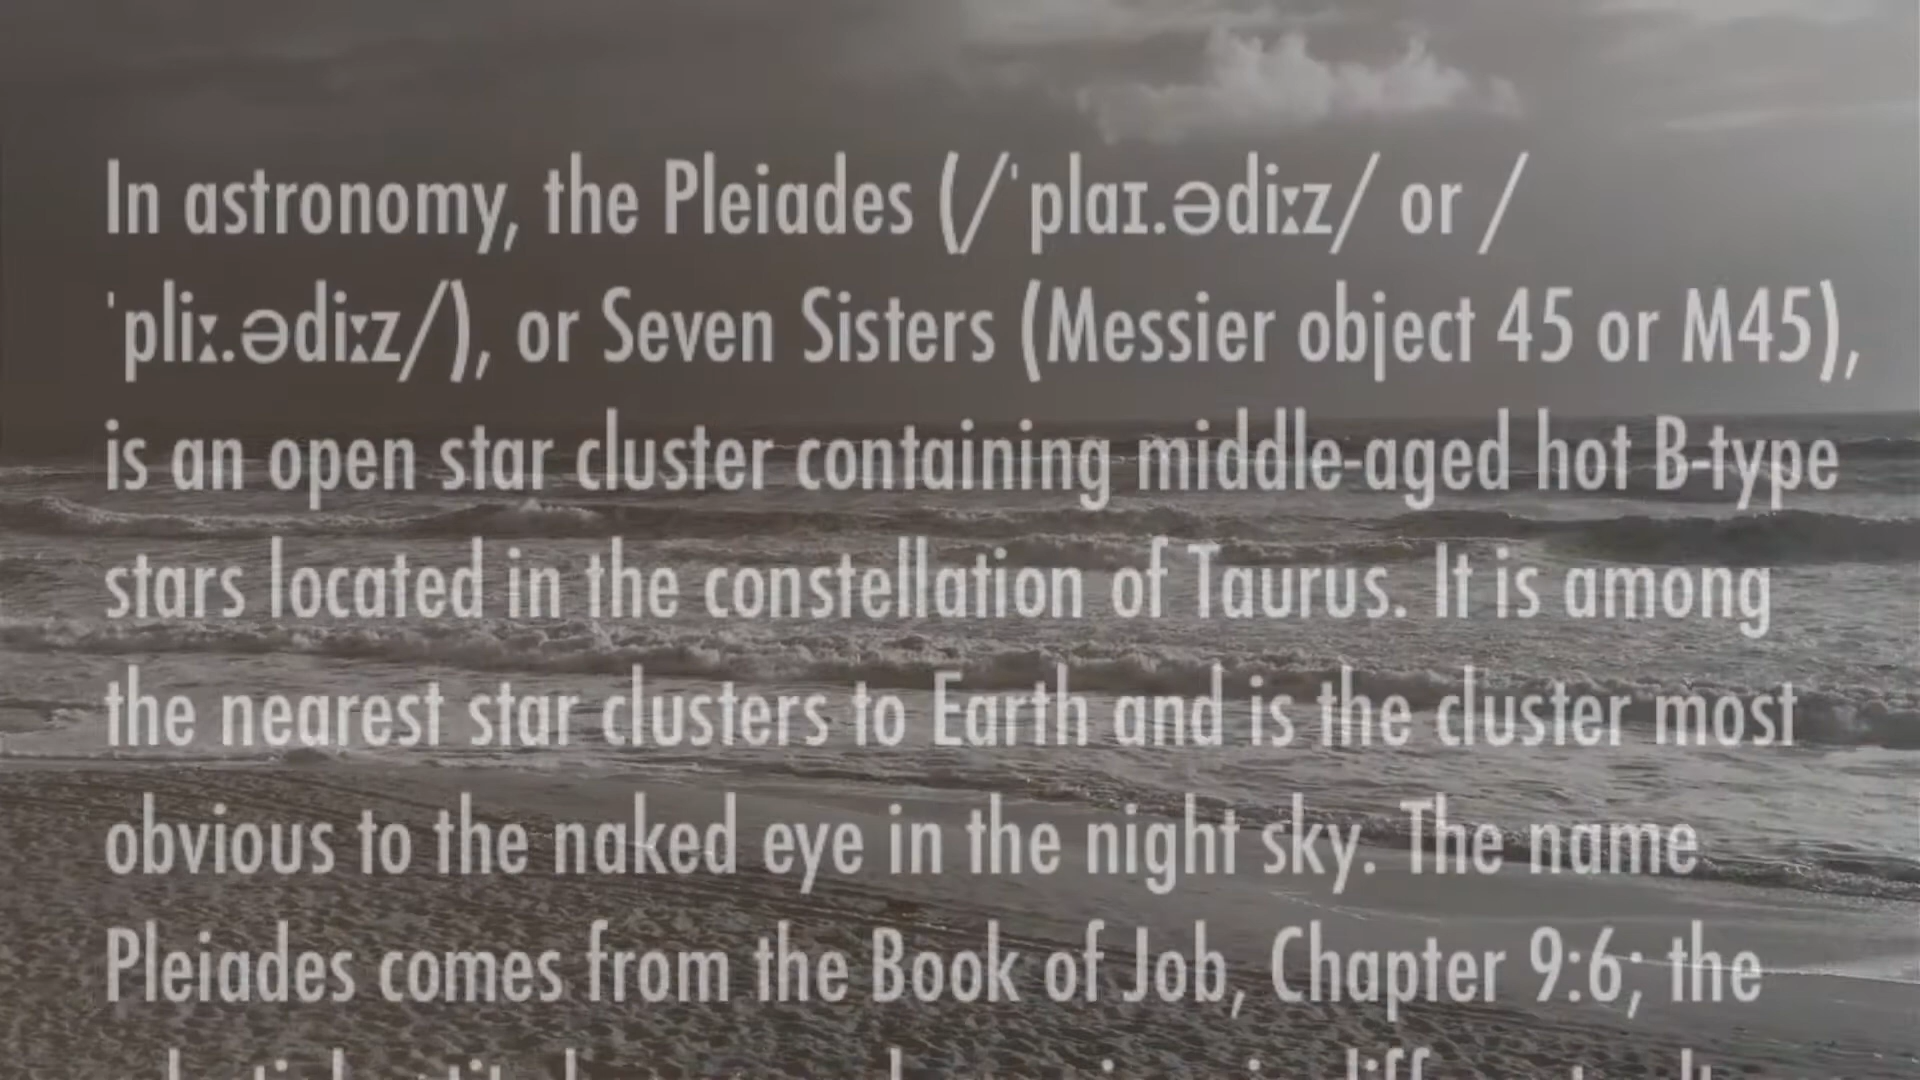 In astronomy, the Pleiades (/ˈplaɪ.ədiːz/ or /
ˈpliː.ədiːz/), or Seven Sisters (Messier object 45 or M45),
is an open star cluster containing middle-aged hot B-type
stars located in the constellation of Taurus. It is among
the nearest star clusters to Earth and is the cluster most
obvious to the naked eye in the night sky. The name
Pleiades comes from the Book of Job, Chapter 9:6; the